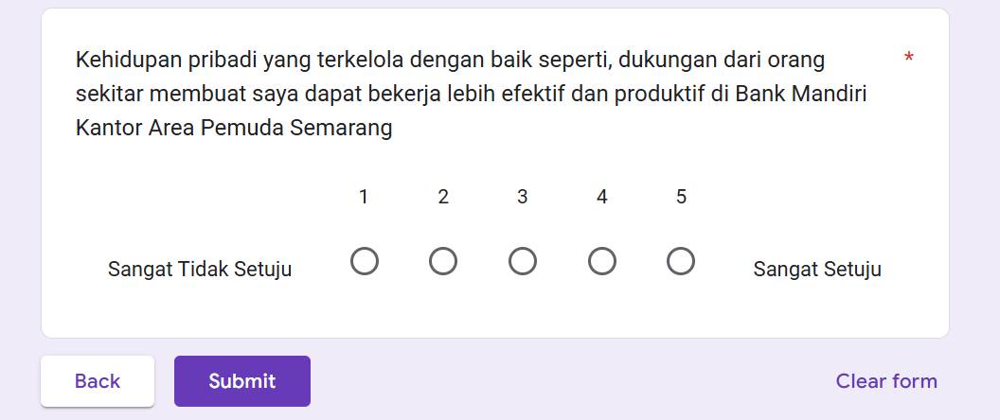 Kehidupan pribadi yang terkelola dengan baik seperti, dukungan dari orang *
sekitar membuat saya dapat bekerja lebih efektif dan produktif di Bank Mandiri
Kantor Area Pemuda Semarang
1 2 3 4 5
Sangat Tidak Setuju Sangat Setuju
Back Submit Clear form